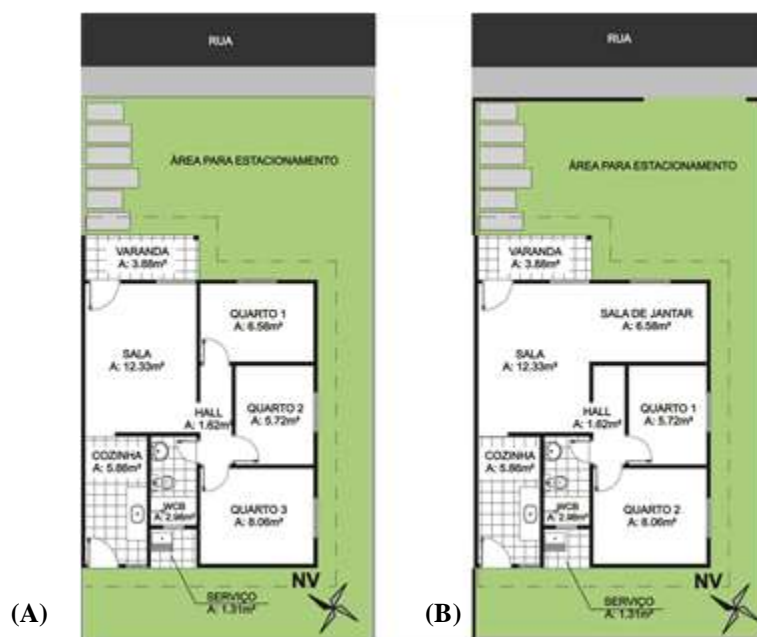 RUA
ÁREA PARA ESTACIONAMENTO
VARANDA
A: 3.88m²
QUARTO 1
A: 6.58m²
SALA
A: 12.33m²
QUARTO 2
A: 5.72m²
HALL
A: 1.62m²
COZINHA
A: 5.86m²
WCB
A: 2.98m²
QUARTO 3
A: 8.06m²
NV
SERVIÇO
A: 1.31m²
(A)
RUA
ÁREA PARA ESTACIONAMENTO
VARANDA
A: 3.88m²
SALA DE JANTAR
A: 6.58m²
SALA
A: 12.33m²
QUARTO 1
A: 5.72m²
HALL
A: 1.62m²
COZINHA
A: 5.86m²
WCB
A: 2.98m²
QUARTO 2
A: 8.06m²
NV
SERVIÇO
A: 1.31m²
(B)